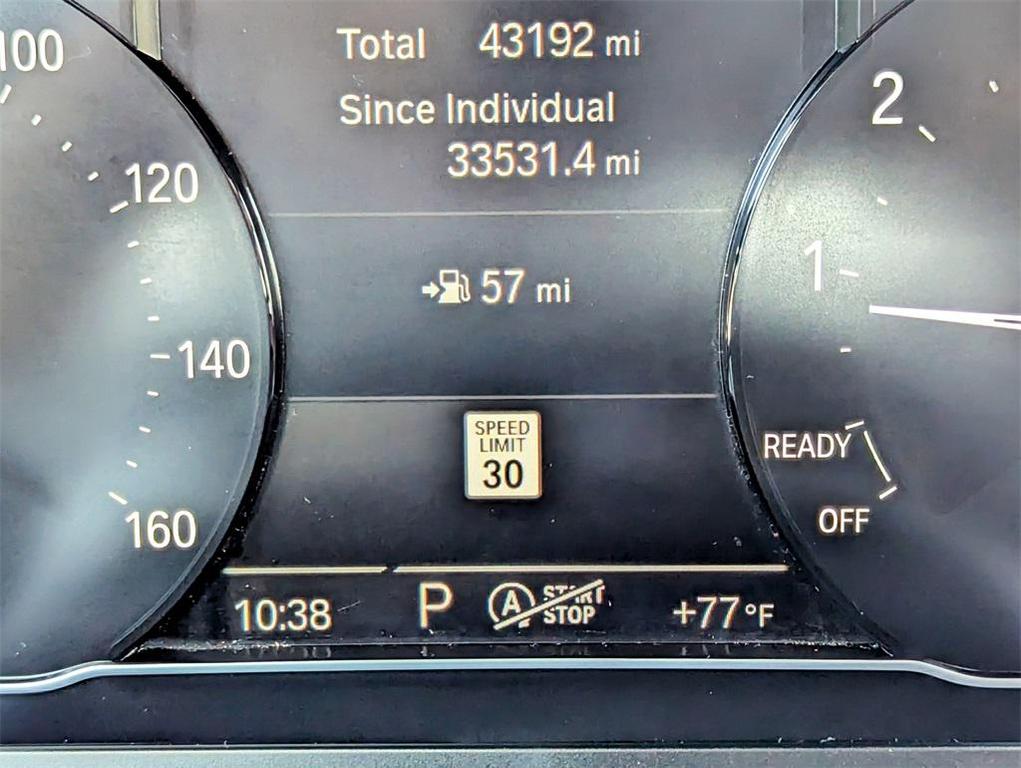 Total 43192 mi
Since Individual
33531.4 mi
57 mi
SPEED
LIMIT
30
100
120
140
160
2
1
READY
OFF
10:38 P A START STOP +77°F